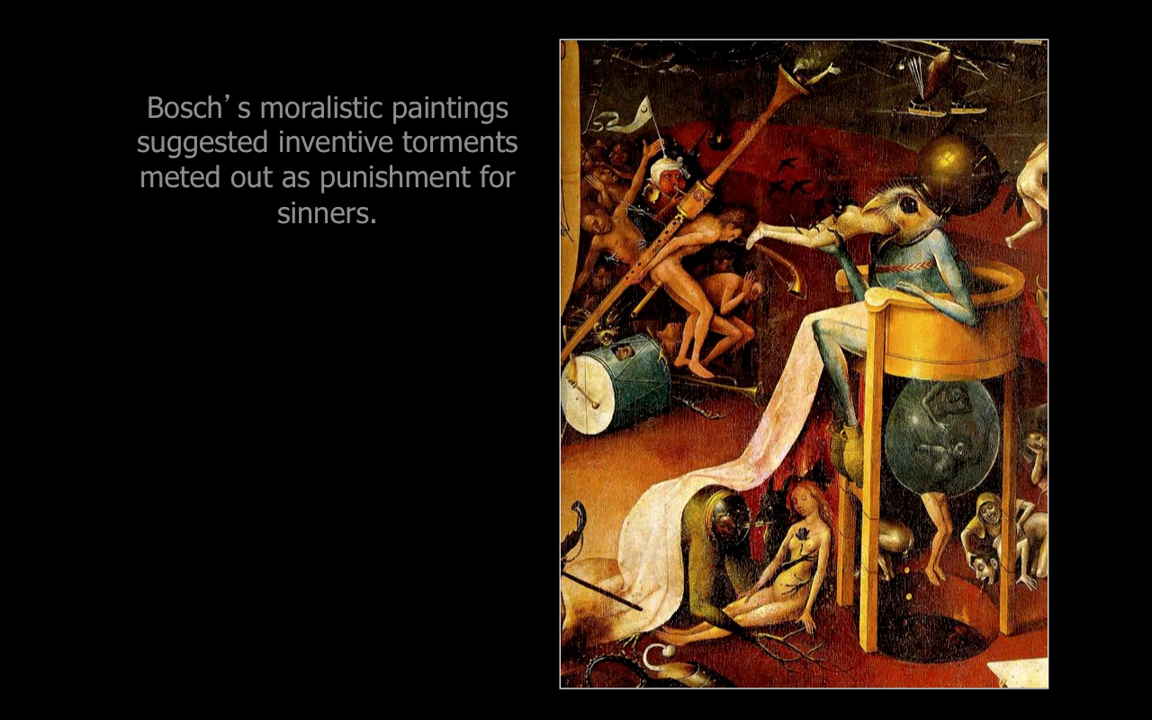 Bosch’s moralistic paintings
suggested inventive torments
meted out as punishment for
sinners.